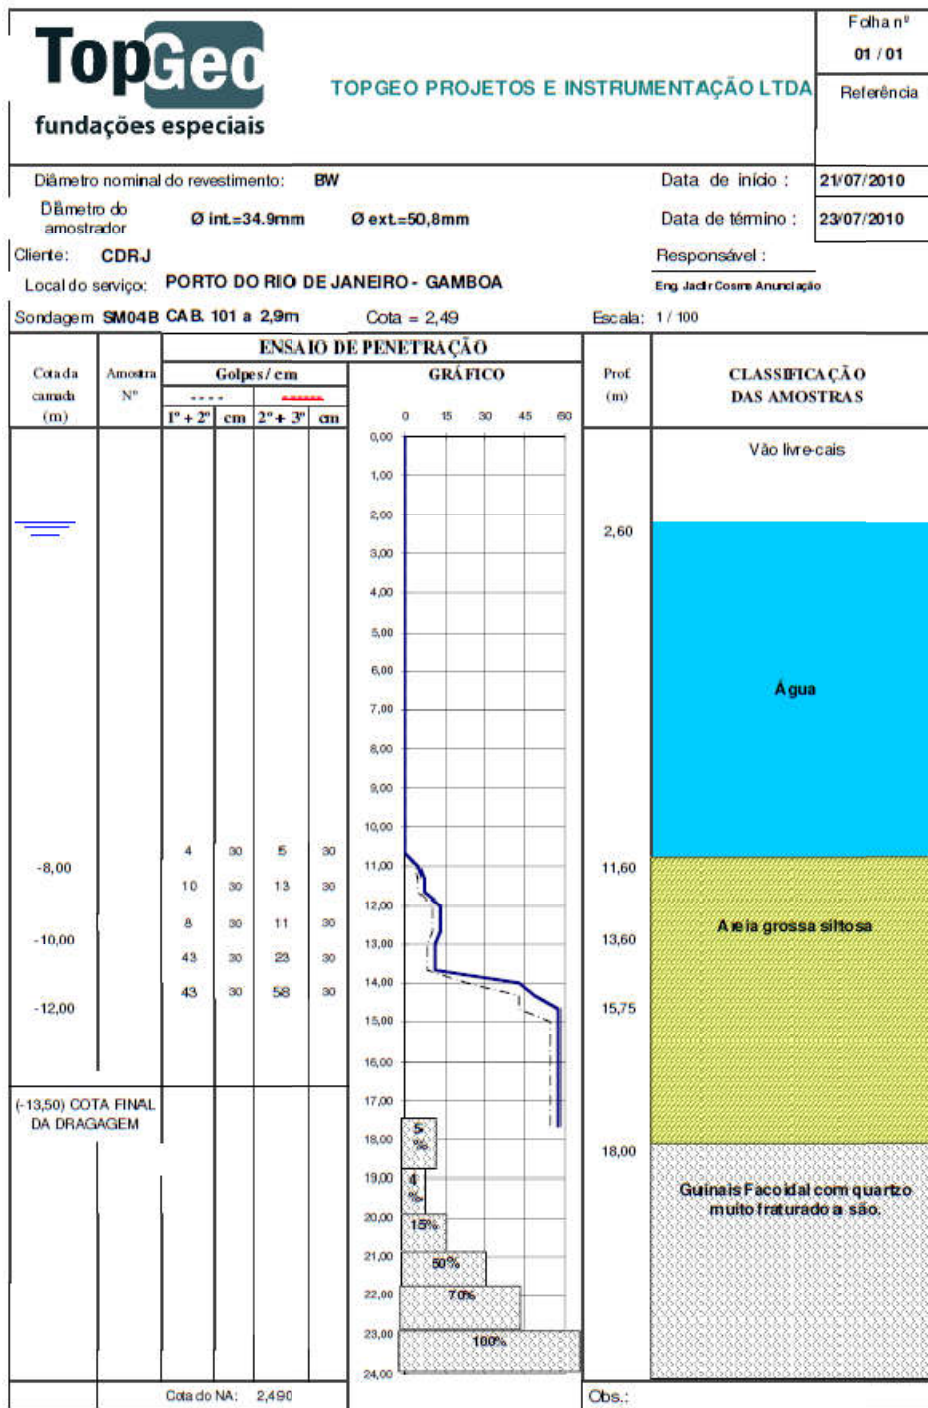 TopGeo
fundações especiais
TOPGEO PROJETOS E INSTRUMENTAÇÃO LTDA
Folha nº
01 / 01
Referência
Diâmetro nominal do revestimento: BW
Data de início : 21/07/2010
Diâmetro do amostrador Ø int.=34.9mm Ø ext.=50,8mm
Data de término : 23/07/2010
Cliente: CDRJ
Responsável :
Local do serviço: PORTO DO RIO DE JANEIRO - GAMBOA
Eng. Jacir Cosme Anunciação
Sondagem SM04B CAB. 101 a 2,9m Cota = 2,49 Escala: 1 / 100
ENSAIO DE PENETRAÇÃO
Cota da camada (m)
Amostra Nº
Golpes / cm
1º + 2º cm 2º + 3º cm
GRÁFICO
0 15 30 45 60
Prof. (m)
CLASSIFICAÇÃO
DAS AMOSTRAS
0,00
1,00
2,00
3,00
4,00
5,00
6,00
7,00
8,00
9,00
10,00
11,00
12,00
13,00
14,00
15,00
16,00
17,00
18,00
19,00
20,00
21,00
22,00
23,00
24,00
Vão livre-cais
2,60
Água
4 30 5 30
-8,00
11,60
10 30 13 30
8 30 11 30
Areia grossa siltosa
-10,00
13,60
43 30 23 30
43 30 58 30
-12,00
15,75
(-13,50) COTA FINAL
DA DRAGAGEM
18,00
5
%
4
%
15%
50%
70%
100%
Guinais Facoidal com quartzo
muito fraturado a são.
Cota do NA: 2,490
Obs.: